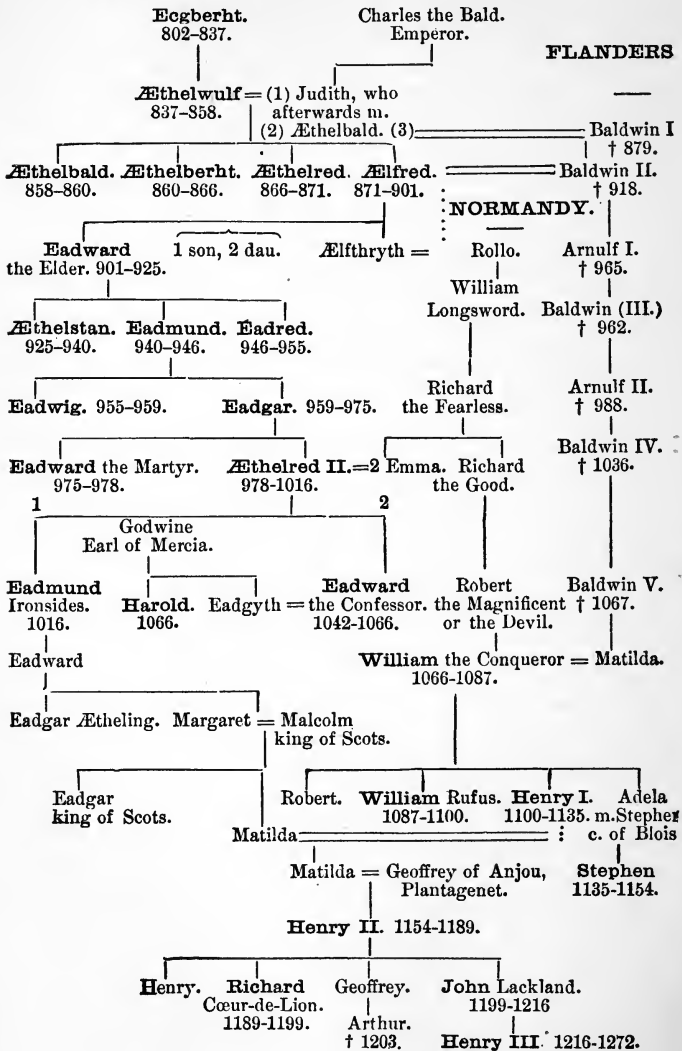 Ecgberht. Charles the Bald.
802–837. Emperor.
FLANDERS
Æthelwulf = (1) Judith, who
837–858. afterwards m.
(2) Æthelbald. (3) Baldwin I
† 879.
Æthelbald. Æthelberht. Æthelred. Ælfred. Baldwin II.
858–860. 860–866. 866–871. 871–901. † 918.
NORMANDY.
Eadward 1 son, 2 dau. Ælfthryth = Rollo. Arnulf I.
the Elder. 901–925. † 965.
William
Longsword. Baldwin (III.)
Æthelstan. Eadmund. Eadred. † 962.
925–940. 940–946. 946–955.
Richard Arnulf II.
Eadwig. 955–959. Eadgar. 959–975. the Fearless. † 988.
Baldwin IV.
Eadward the Martyr. Æthelred II.=2 Emma. Richard † 1036.
975–978. 978-1016. the Good.
1 2
Godwine
Earl of Mercia.
Eadmund Eadward Robert Baldwin V.
Ironsides. Harold. Eadgyth = the Confessor. the Magnificent † 1067.
1016. 1066. 1042-1066. or the Devil.
Eadward William the Conqueror = Matilda.
1066-1087.
Eadgar Ætheling. Margaret = Malcolm
king of Scots.
Eadgar Robert. William Rufus. Henry I. Adela
king of Scots. 1087-1100. 1100-1135. m.Stephen
Matilda c. of Blois
Matilda = Geoffrey of Anjou, Stephen
Plantagenet. 1135-1154.
Henry II. 1154-1189.
Henry. Richard Geoffrey. John Lackland.
Cœur-de-Lion. 1199-1216
1189-1199. Arthur.
† 1203. Henry III. 1216-1272.